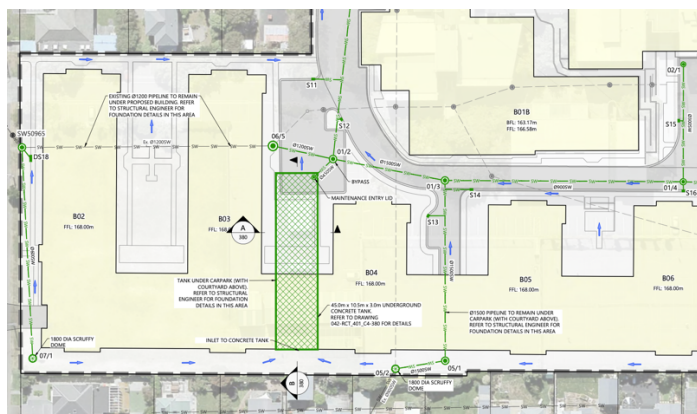 02/1
S11
EXISTING Ø1200 PIPELINE TO REMAIN
UNDER PROPOSED BUILDING. REFER
TO STRUCTURAL ENGINEER FOR
FOUNDATION DETAILS IN THIS AREA
B01B
BFL: 163.17m
FFL: 166.58m
S12
S15
SW50965
Ex. Ø1200SW
06/5
Ø1200SW
DS18
01/2
Ø1500SW
BYPASS
01/3
01/4
MAINTENANCE ENTRY LID
S14
Ø900SW
S16
B02
FFL: 168.00m
B03
A
380
S13
TANK UNDER CARPARK (WITH
COURTYARD ABOVE).
REFER TO STRUCTURAL
ENGINEER FOR FOUNDATION
DETAILS IN THIS AREA
B04
FFL: 168.00m
B05
FFL: 168.00m
B06
FFL: 168.00m
45.0m x 10.5m x 3.0m UNDERGROUND
CONCRETE TANK.
REFER TO DRAWING
042-RCT_401_C4-380 FOR DETAILS
Ø1500 PIPELINE TO REMAIN UNDER
CARPARK (WITH COURTYARD ABOVE).
REFER TO STRUCTURAL ENGINEER FOR
FOUNDATION DETAILS IN THIS AREA
INLET TO CONCRETE TANK
1800 DIA SCRUFFY
DOME
07/1
B
380
05/2
Ø1500SW
05/1
1800 DIA SCRUFFY
DOME